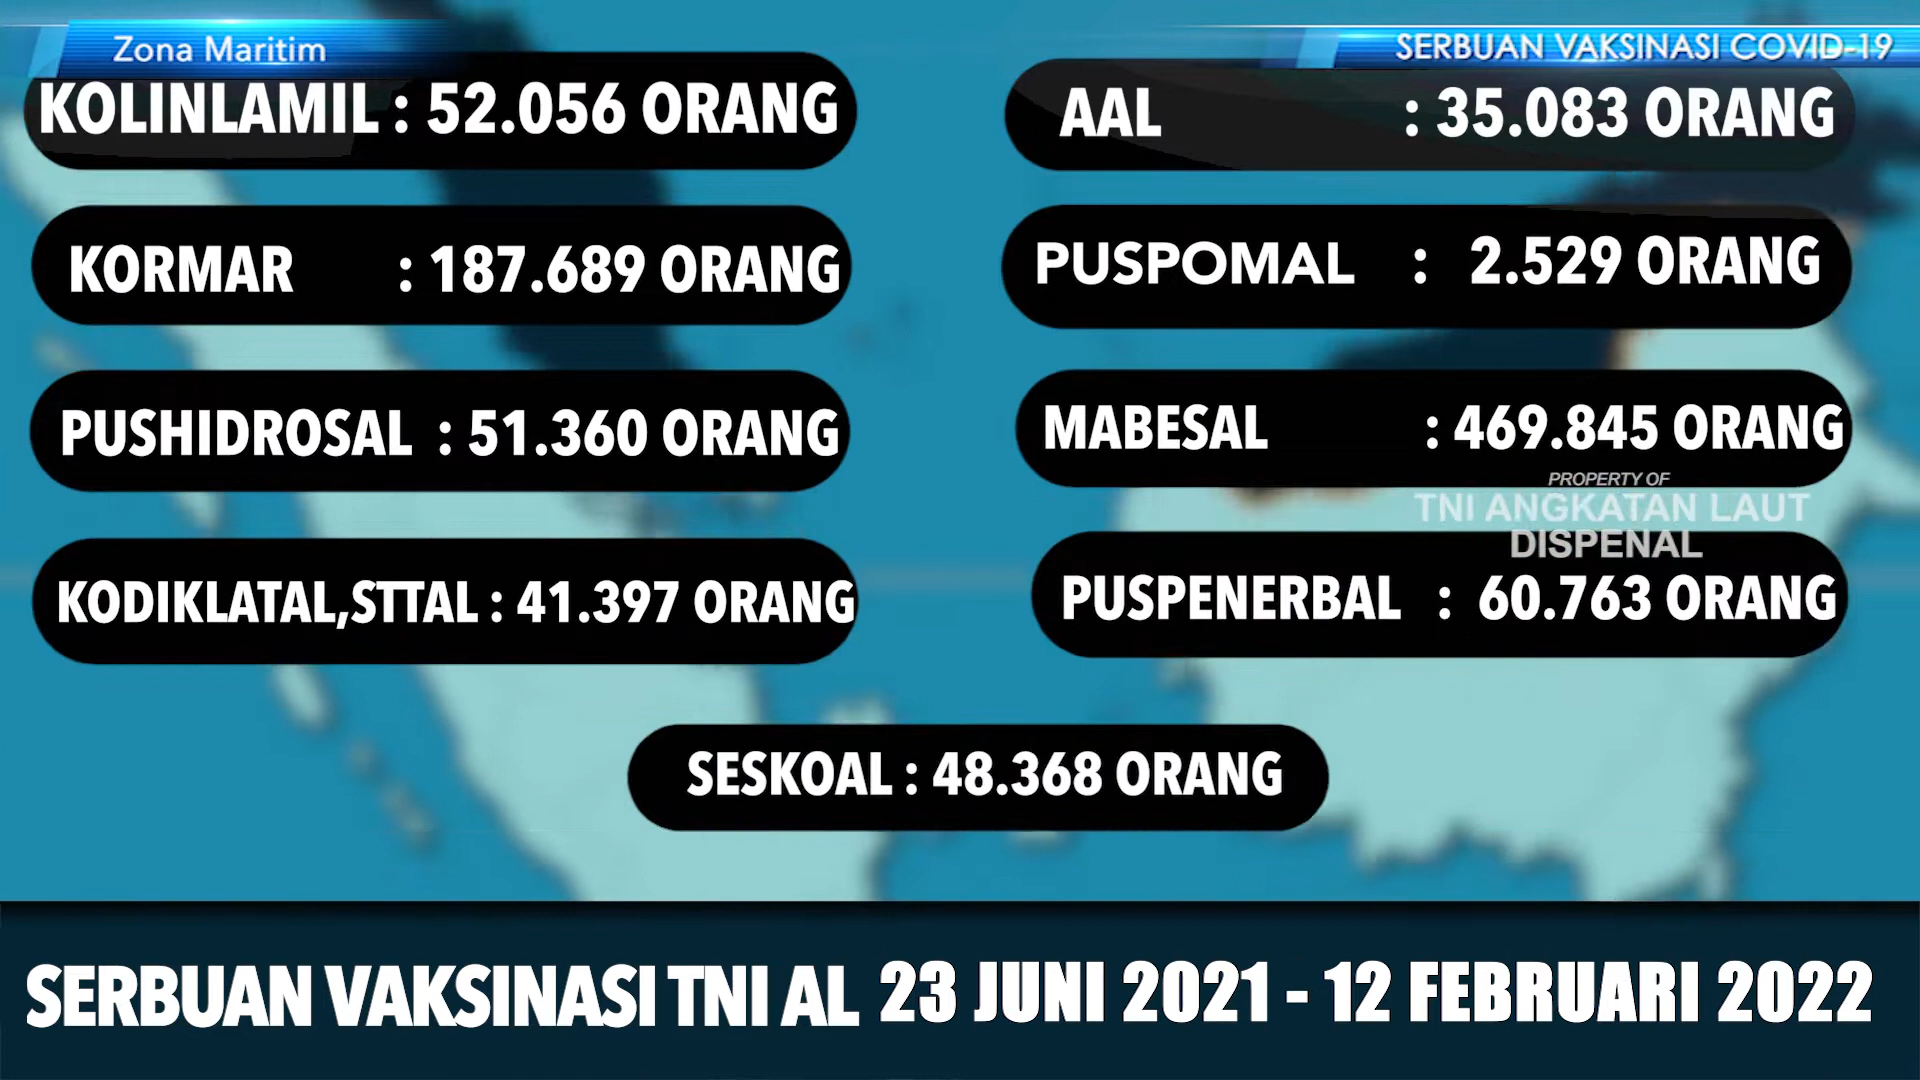 Zona Maritim
SERBUAN VAKSINASI COVID-19
KOLINLAMIL : 52.056 ORANG
KORMAR : 187.689 ORANG
PUSHIDROSAL : 51.360 ORANG
KODIKLATAL,STTAL : 41.397 ORANG
AAL : 35.083 ORANG
PUSPOMAL : 2.529 ORANG
MABESAL : 469.845 ORANG
PROPERTY OF
TNI ANGKATAN LAUT
DISPENAL
PUSPENERBAL : 60.763 ORANG
SESKOAL : 48.368 ORANG
SERBUAN VAKSINASI TNI AL 23 JUNI 2021 - 12 FEBRUARI 2022